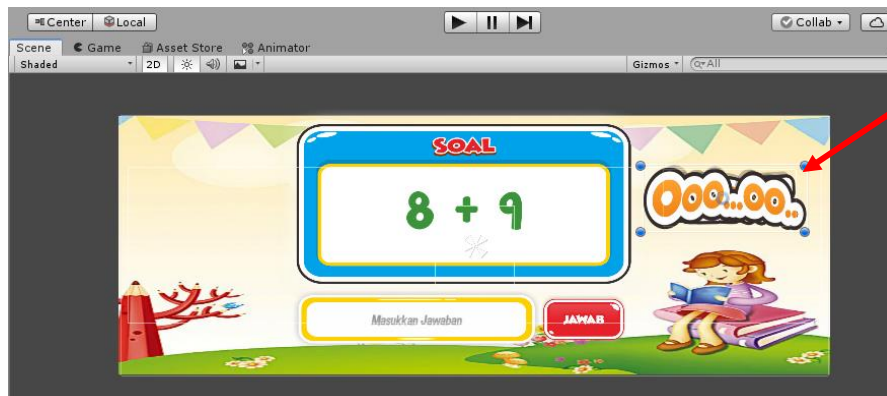 Center Local Collab
Scene Game Asset Store Animator
Shaded 2D Gizmos All
SOAL
8 + 9
Ooo...oo..
Masukkan Jawaban JAWAB